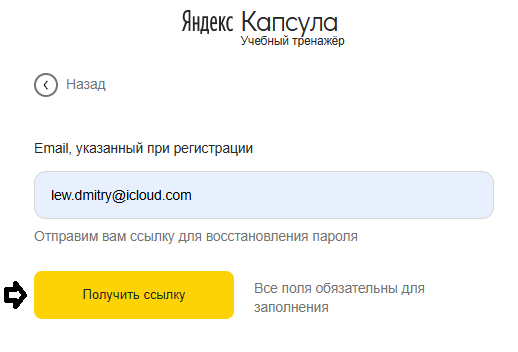 Яндекс Капсула
Учебный тренажёр
Назад
Email, указанный при регистрации
lew.dmitry@icloud.com
Отправим вам ссылку для восстановления пароля
Получить ссылку
Все поля обязательны для
заполнения